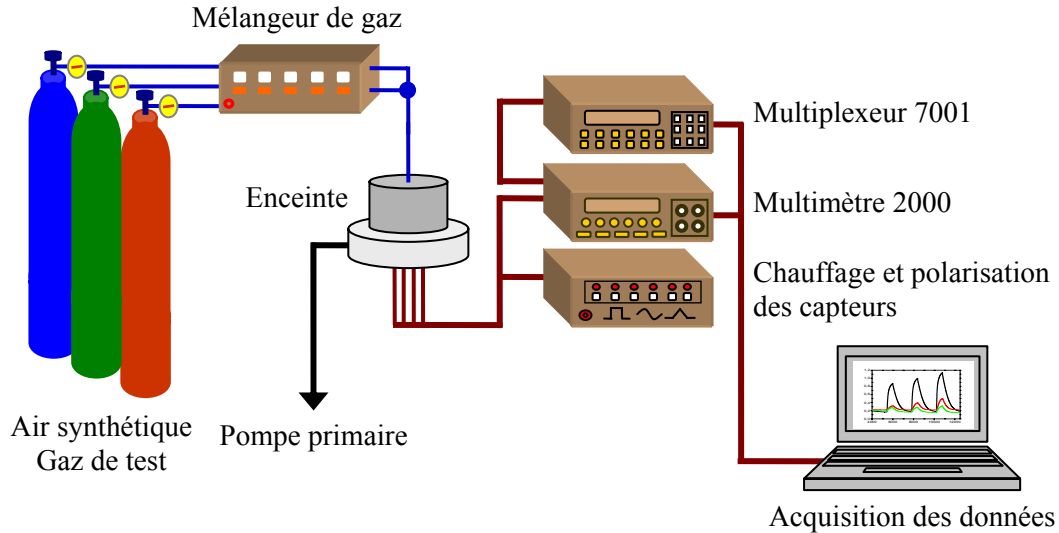 Mélangeur de gaz
Enceinte
Multiplexeur 7001
Multimètre 2000
Chauffage et polarisation
des capteurs
Air synthétique
Gaz de test
Pompe primaire
Acquisition des données